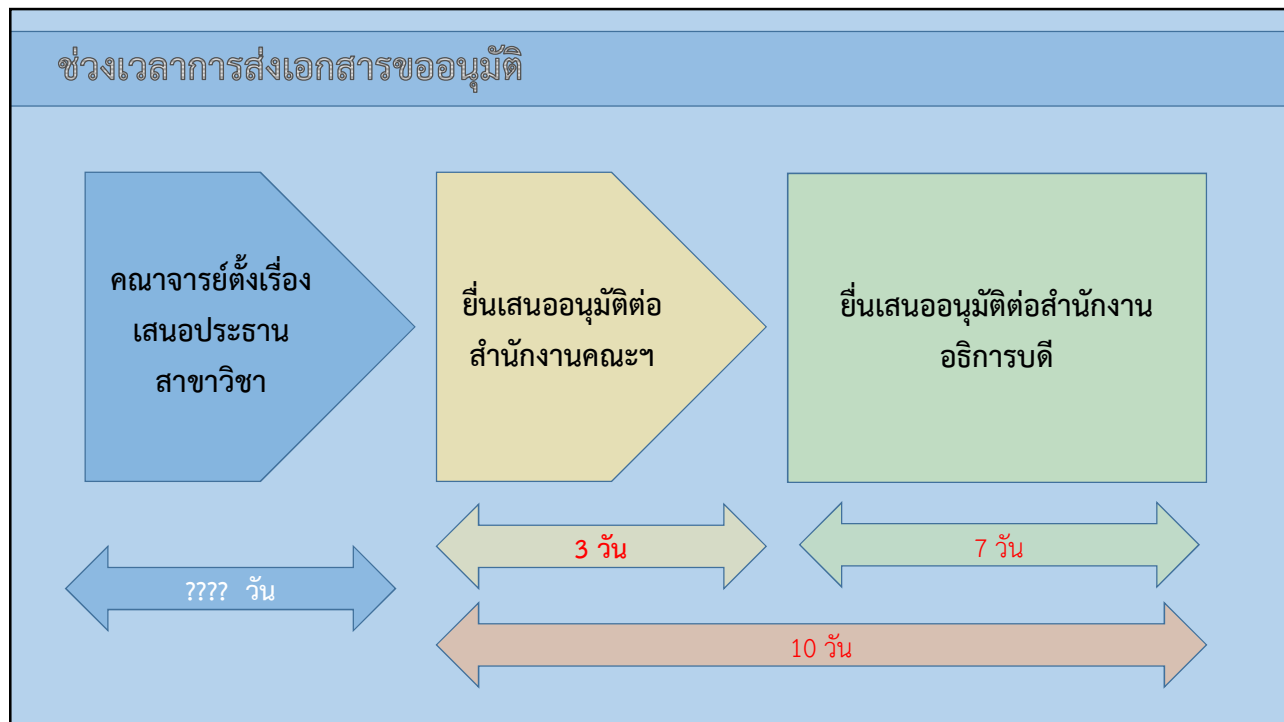 ช่วงเวลาการส่งเอกสารขออนุมัติ
คณาจารย์ตั้งเรื่อง
เสนอประธาน
สาขาวิชา
ยื่นเสนออนุมัติต่อ
สำนักงานคณะฯ
ยื่นเสนออนุมัติต่อสำนักงาน
อธิการบดี
3 วัน
7 วัน
???? วัน
10 วัน